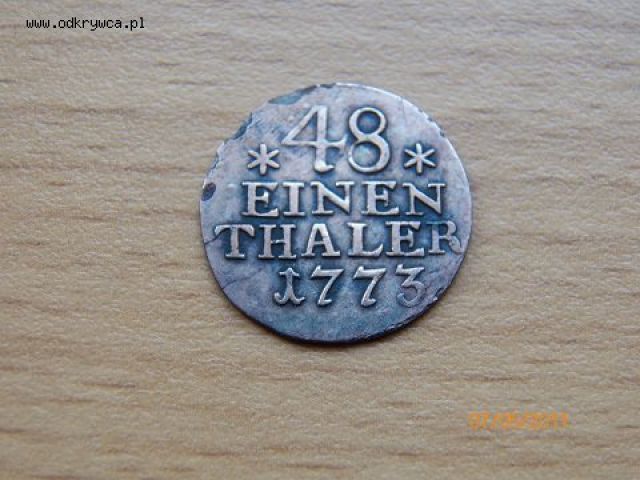 www.odkrywca.pl
* 48 *
EINEN
THALER
1773